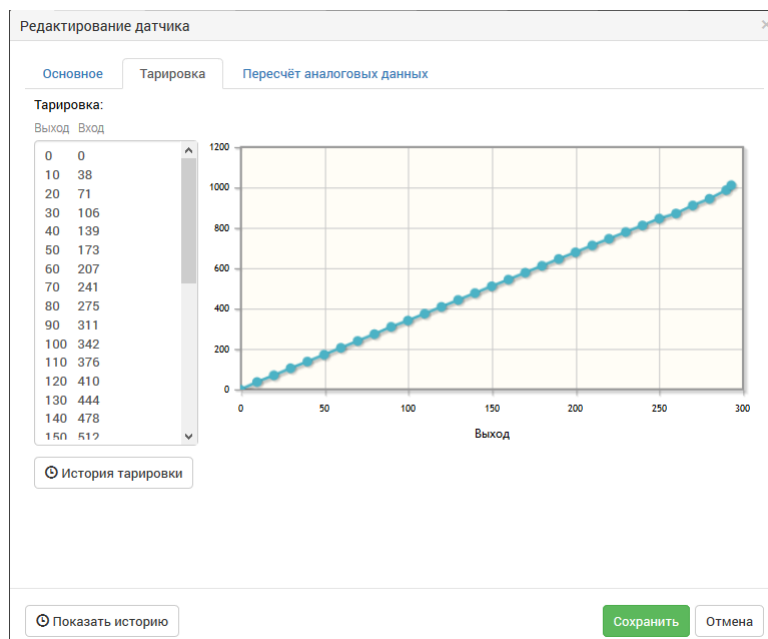 Редактирование датчика ×
Основное Тарировка Пересчёт аналоговых данных
Тарировка:
Выход Вход
0 0
10 38
20 71
30 106
40 139
50 173
60 207
70 241
80 275
90 311
100 342
110 376
120 410
130 444
140 478
150 512
1200
1000
800
600
400
200
0
0 50 100 150 200 250 300
Выход
История тарировки
Показать историю Сохранить Отмена